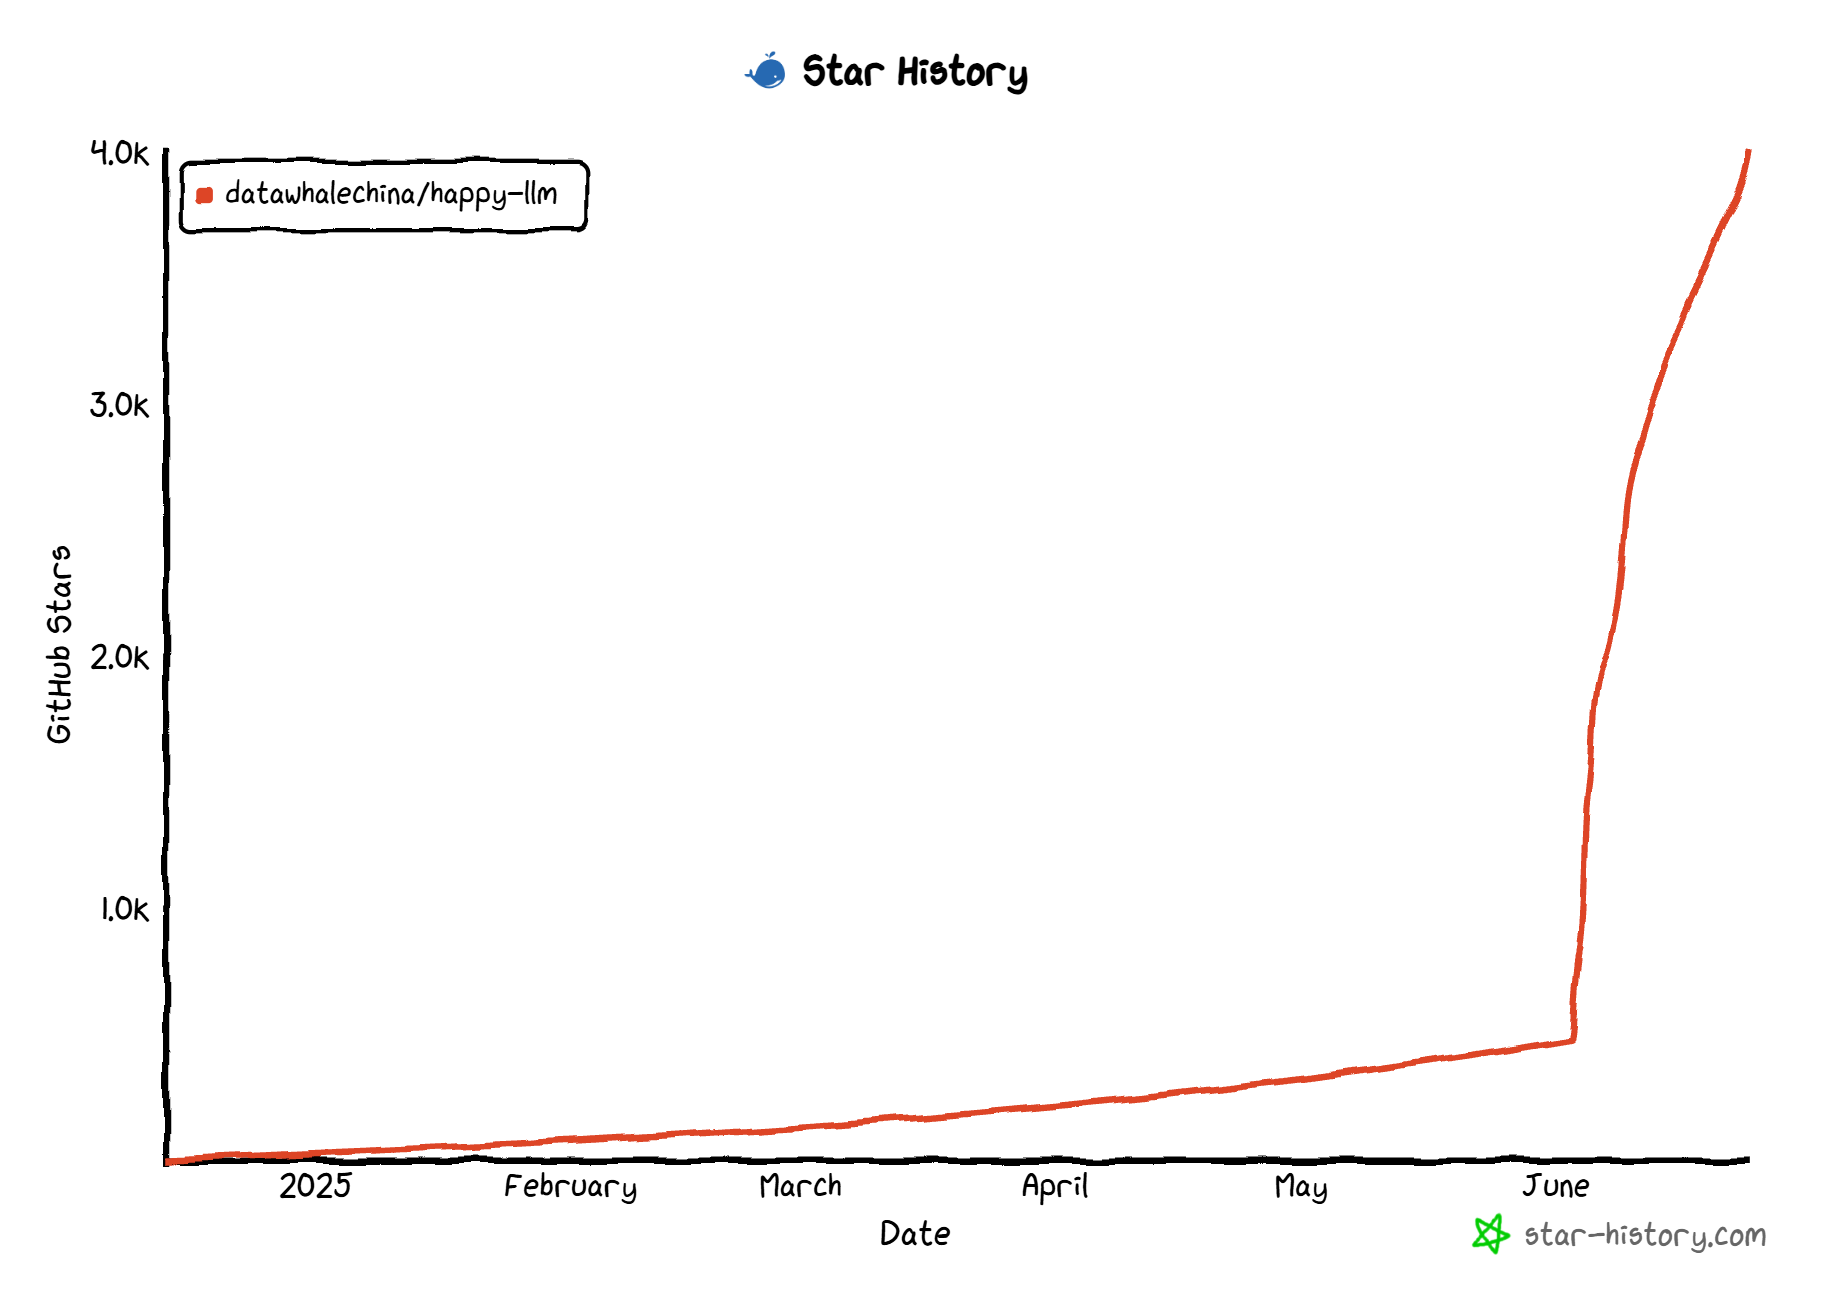 Star History
4.0K
datawhalechina/happy-llm
3.0K
2.0K
1.0K
GitHub Stars
2025 February March April May June
Date
star-history.com